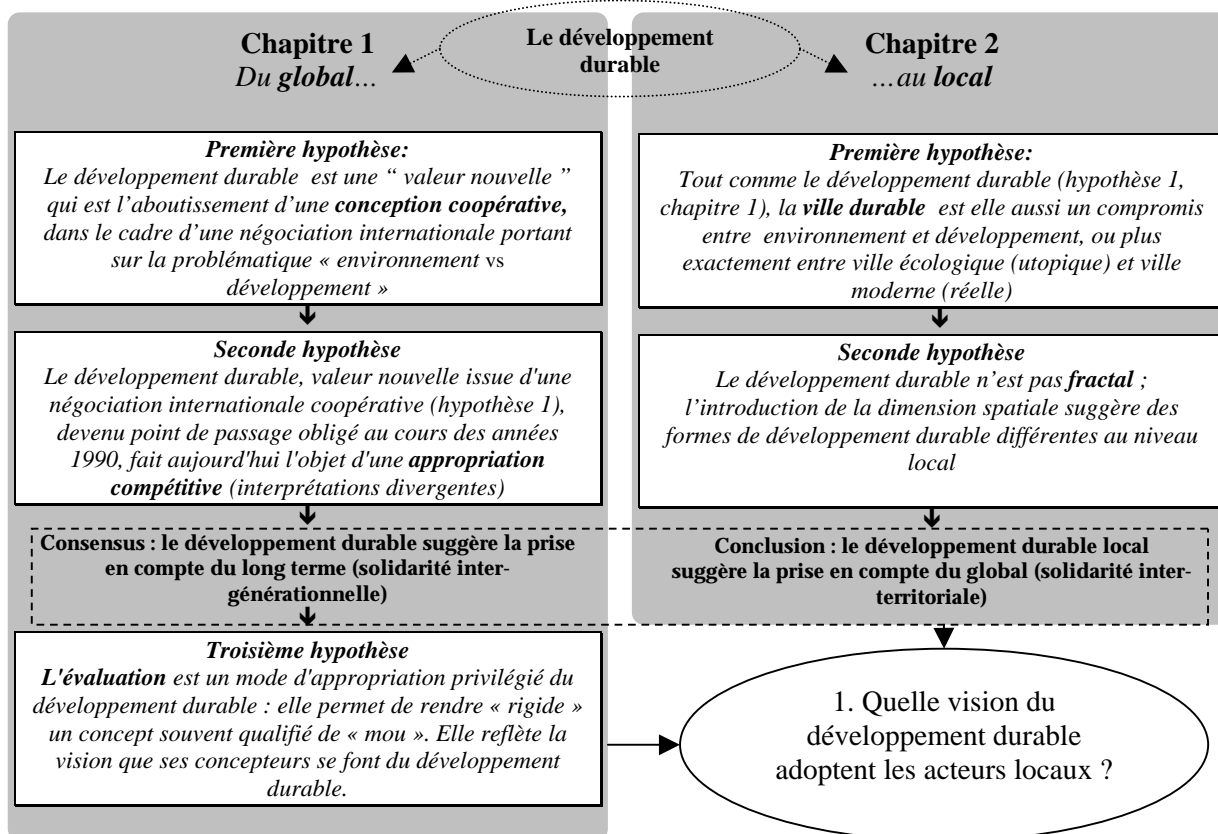 Le développement
durable
Chapitre 1
Du global…
Première hypothèse:
Le développement durable est une “ valeur nouvelle ”
qui est l’aboutissement d’une conception coopérative,
dans le cadre d’une négociation internationale portant
sur la problématique « environnement vs
développement »
Seconde hypothèse
Le développement durable, valeur nouvelle issue d'une
négociation internationale coopérative (hypothèse 1),
devenu point de passage obligé au cours des années
1990, fait aujourd'hui l'objet d'une appropriation
compétitive (interprétations divergentes)
Consensus : le développement durable suggère la prise
en compte du long terme (solidarité inter-
générationnelle)
Troisième hypothèse
L'évaluation est un mode d'appropriation privilégié du
développement durable : elle permet de rendre « rigide »
un concept souvent qualifié de « mou ». Elle reflète la
vision que ses concepteurs se font du développement
durable.
Chapitre 2
…au local
Première hypothèse:
Tout comme le développement durable (hypothèse 1,
chapitre 1), la ville durable est elle aussi un compromis
entre environnement et développement, ou plus
exactement entre ville écologique (utopique) et ville
moderne (réelle)
Seconde hypothèse
Le développement durable n’est pas fractal ;
l’introduction de la dimension spatiale suggère des
formes de développement durable différentes au niveau
local
Conclusion : le développement durable local
suggère la prise en compte du global (solidarité inter-
territoriale)
1. Quelle vision du
développement durable
adoptent les acteurs locaux ?